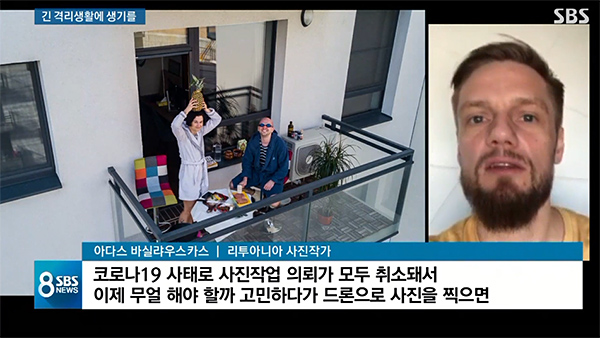 긴 격리생활에 생기를
SBS
아다스 바실라우스카스 | 리투아니아 사진작가
8 SBS NEWS
코로나19 사태로 사진작업 의뢰가 모두 취소돼서
이제 무얼 해야 할까 고민하다가 드론으로 사진을 찍으면